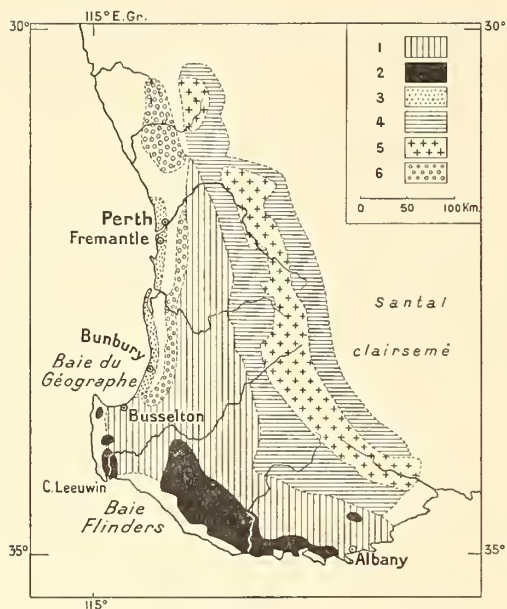 115° E.Gr.
30°
30°
1
2
3
4
5
6
0 50 100 Km.
Perth
Fremantle
Santal
clairsemé
Bunbury
Baie du
Géographe
Busselton
C. Leeuwin
Baie
Flinders
Albany
35°
35°
115°